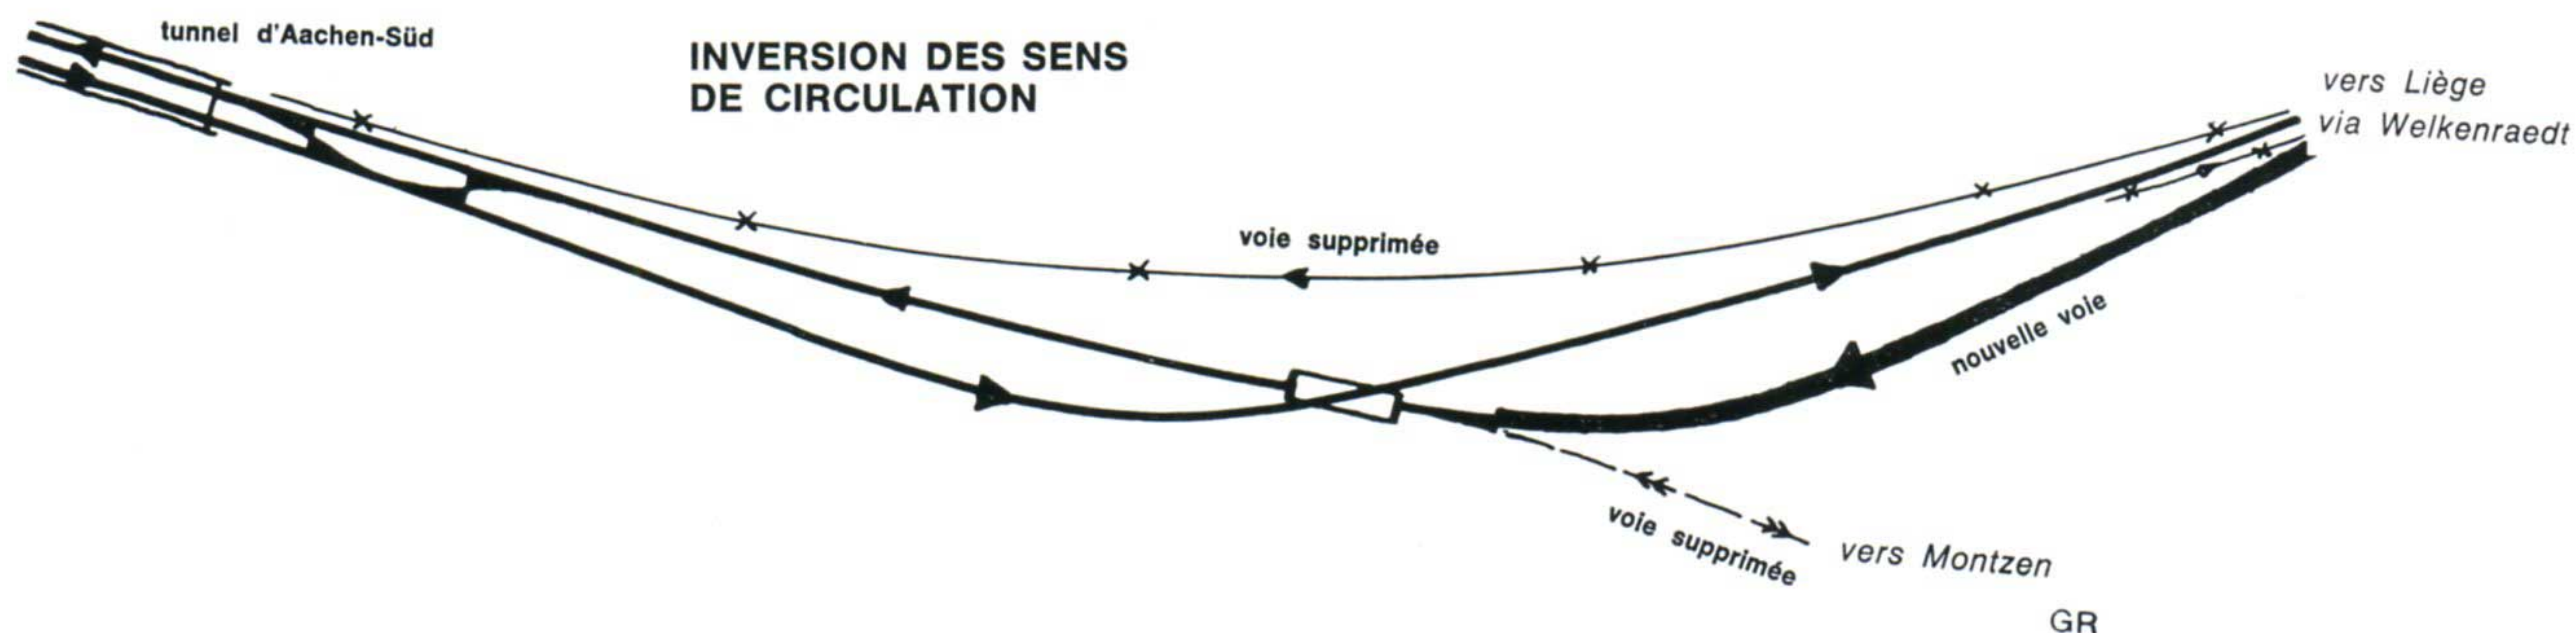 tunnel d'Aachen-Süd
INVERSION DES SENS
DE CIRCULATION
vers Liège
via Welkenraedt
voie supprimée
nouvelle voie
voie supprimée
vers Montzen
GR